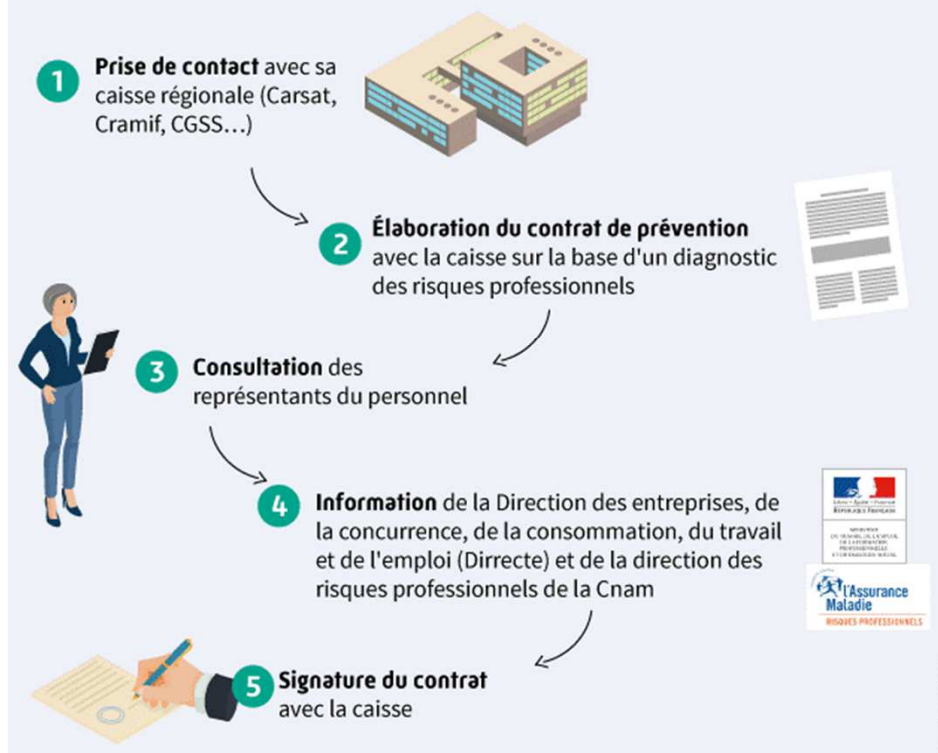 1
Prise de contact avec sa
caisse régionale (Carsat,
Cramif, CGSS...)
2
Élaboration du contrat de prévention
avec la caisse sur la base d'un diagnostic
des risques professionnels
3
Consultation des
représentants du personnel
4
Information de la Direction des entreprises, de
la concurrence, de la consommation, du travail
et de l'emploi (Dirrecte) et de la direction des
risques professionnels de la Cnam
RÉPUBLIQUE FRANÇAISE
l'Assurance
Maladie
RISQUES PROFESSIONNELS
5
Signature du contrat
avec la caisse